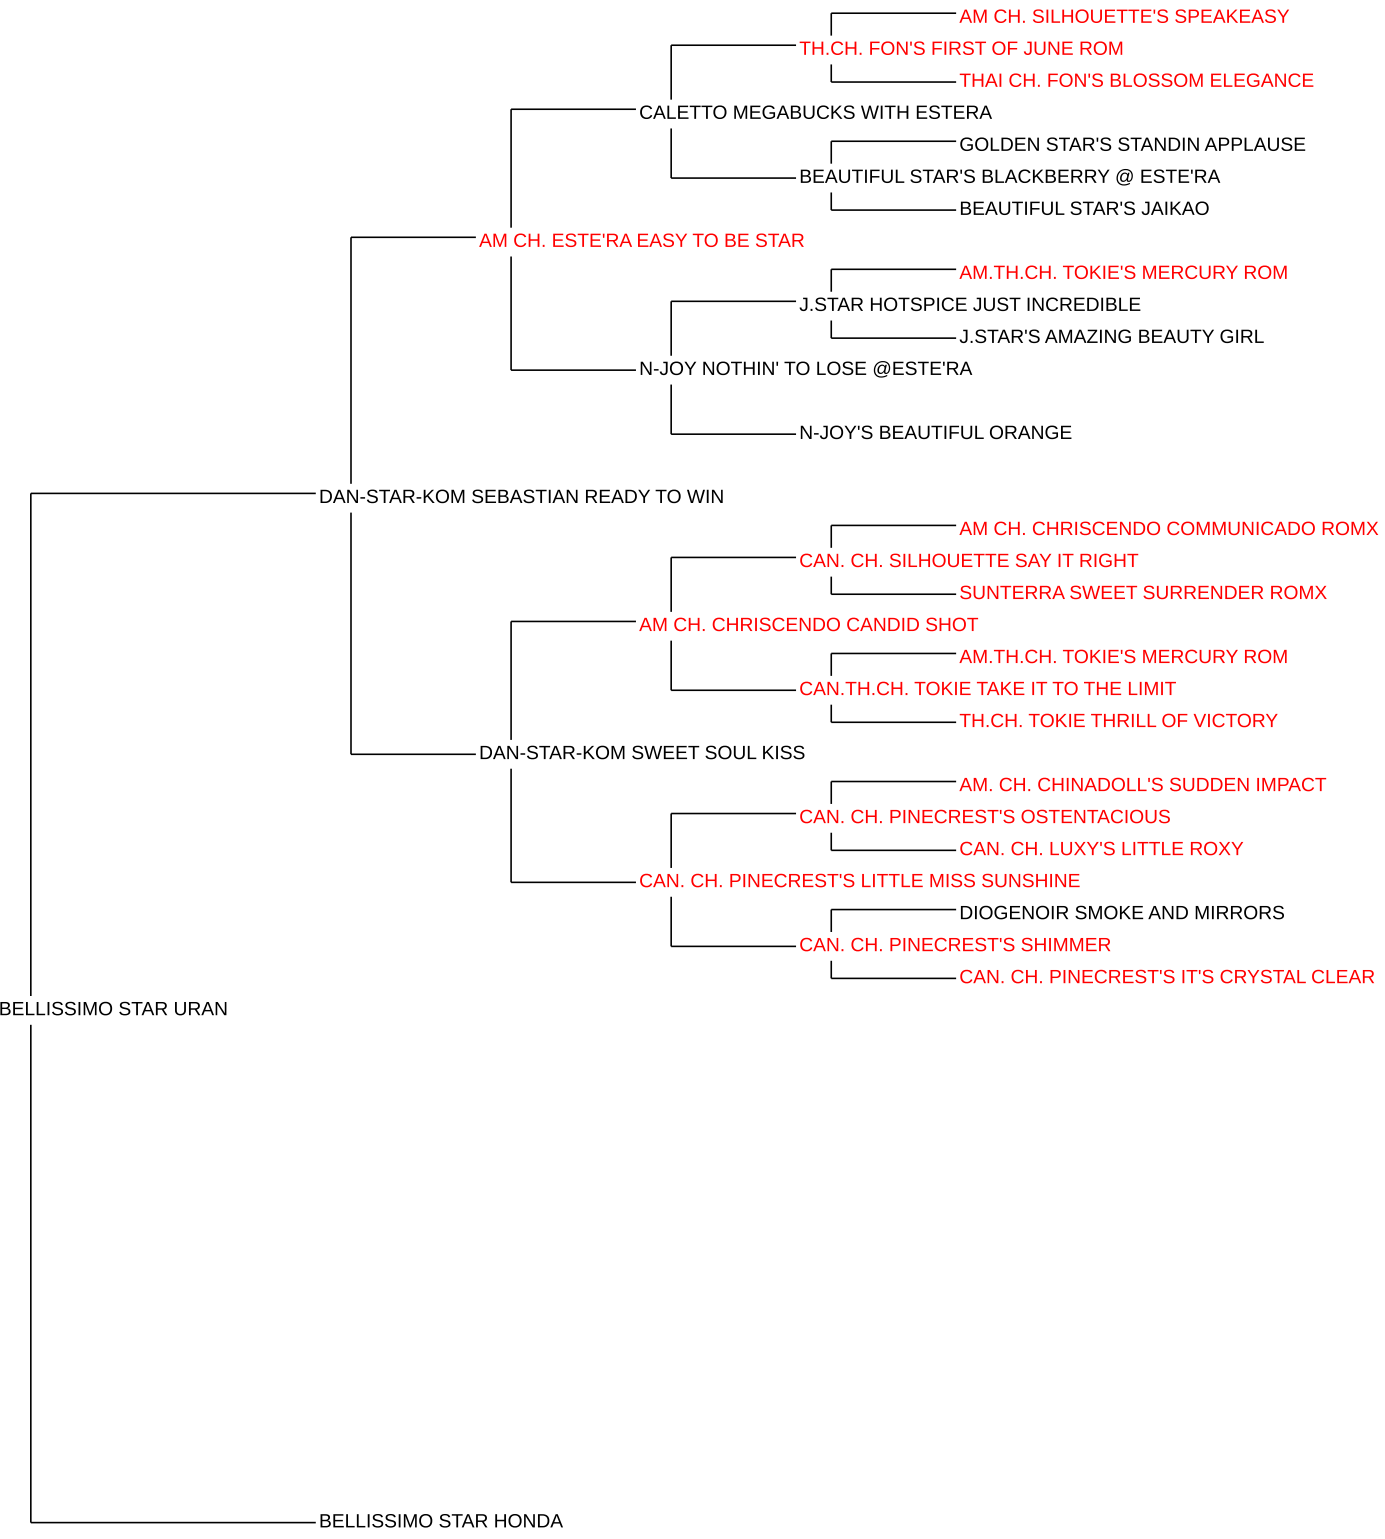 AM CH. SILHOUETTE'S SPEAKEASY
TH.CH. FON'S FIRST OF JUNE ROM
THAI CH. FON'S BLOSSOM ELEGANCE
CALETTO MEGABUCKS WITH ESTERA
GOLDEN STAR'S STANDIN APPLAUSE
BEAUTIFUL STAR'S BLACKBERRY @ ESTE'RA
BEAUTIFUL STAR'S JAIKAO
AM CH. ESTE'RA EASY TO BE STAR
AM.TH.CH. TOKIE'S MERCURY ROM
J.STAR HOTSPICE JUST INCREDIBLE
J.STAR'S AMAZING BEAUTY GIRL
N-JOY NOTHIN' TO LOSE @ESTE'RA
N-JOY'S BEAUTIFUL ORANGE
DAN-STAR-KOM SEBASTIAN READY TO WIN
AM CH. CHRISCENDO COMMUNICADO ROMX
CAN. CH. SILHOUETTE SAY IT RIGHT
SUNTERRA SWEET SURRENDER ROMX
AM CH. CHRISCENDO CANDID SHOT
AM.TH.CH. TOKIE'S MERCURY ROM
CAN.TH.CH. TOKIE TAKE IT TO THE LIMIT
TH.CH. TOKIE THRILL OF VICTORY
DAN-STAR-KOM SWEET SOUL KISS
AM. CH. CHINADOLL'S SUDDEN IMPACT
CAN. CH. PINECREST'S OSTENTACIOUS
CAN. CH. LUXY'S LITTLE ROXY
CAN. CH. PINECREST'S LITTLE MISS SUNSHINE
DIOGENOIR SMOKE AND MIRRORS
CAN. CH. PINECREST'S SHIMMER
CAN. CH. PINECREST'S IT'S CRYSTAL CLEAR
BELLISSIMO STAR URAN
BELLISSIMO STAR HONDA